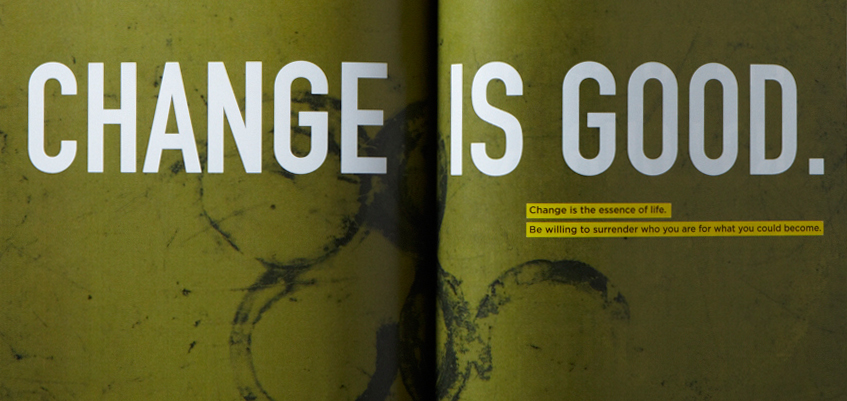 CHANGE IS GOOD.
Change is the essence of life.
Be willing to surrender who you are for what you could become.